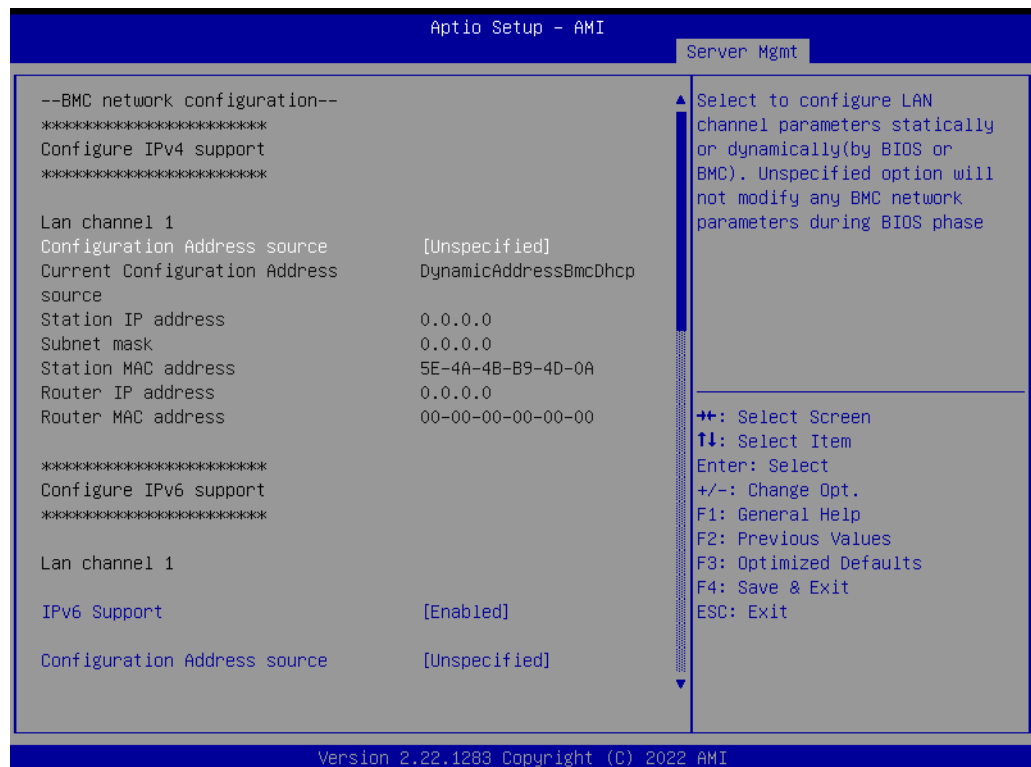 Aptio Setup – AMI
Server Mgmt
--BMC network configuration--
***********************
Configure IPv4 support
***********************
Lan channel 1
Configuration Address source [Unspecified]
Current Configuration Address DynamicAddressBmcDhcp
source
Station IP address 0.0.0.0
Subnet mask 0.0.0.0
Station MAC address 5E-4A-4B-B9-4D-0A
Router IP address 0.0.0.0
Router MAC address 00-00-00-00-00-00
***********************
Configure IPv6 support
***********************
Lan channel 1
IPv6 Support [Enabled]
Configuration Address source [Unspecified]
Select to configure LAN
channel parameters statically
or dynamically(by BIOS or
BMC). Unspecified option will
not modify any BMC network
parameters during BIOS phase
→←: Select Screen
↑↓: Select Item
Enter: Select
+/-: Change Opt.
F1: General Help
F2: Previous Values
F3: Optimized Defaults
F4: Save & Exit
ESC: Exit
Version 2.22.1283 Copyright (C) 2022 AMI